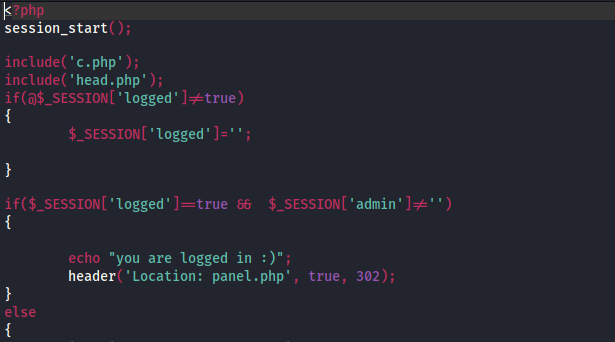 <?php
session_start();
include('c.php');
include('head.php');
if(@$_SESSION['logged']!=true)
{
$_SESSION['logged']='';
}
if($_SESSION['logged']==true && $_SESSION['admin']!='')
{
echo "you are logged in :)";
header('Location: panel.php', true, 302);
}
else
{